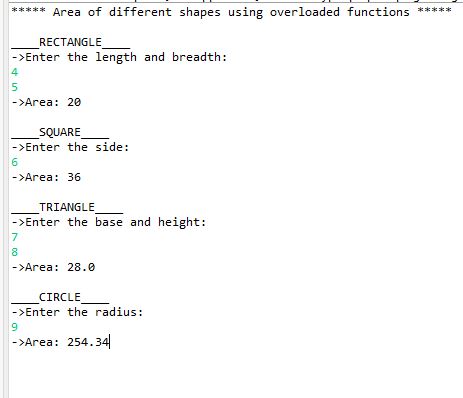 ***** Area of different shapes using overloaded functions *****
____RECTANGLE____
->Enter the length and breadth:
4
5
->Area: 20
____SQUARE____
->Enter the side:
6
->Area: 36
____TRIANGLE____
->Enter the base and height:
7
8
->Area: 28.0
____CIRCLE____
->Enter the radius:
9
->Area: 254.34